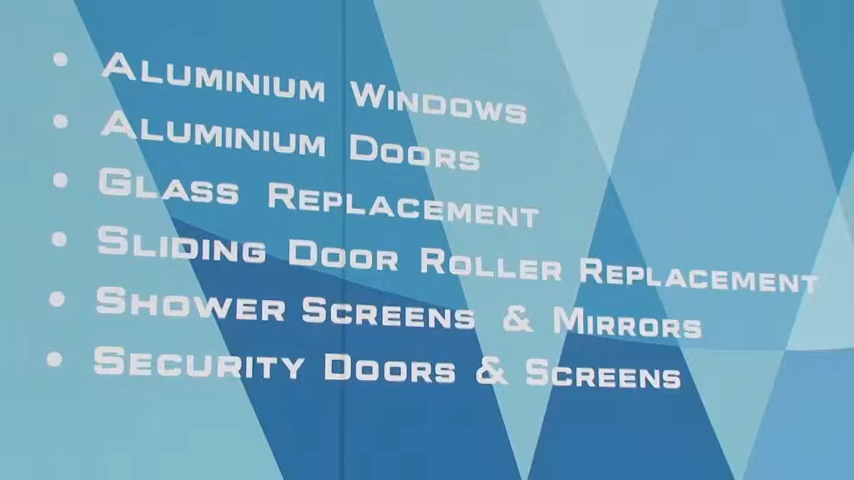 • Aluminium Windows
• Aluminium Doors
• Glass Replacement
• Sliding Door Roller Replacement
• Shower Screens & Mirrors
• Security Doors & Screens